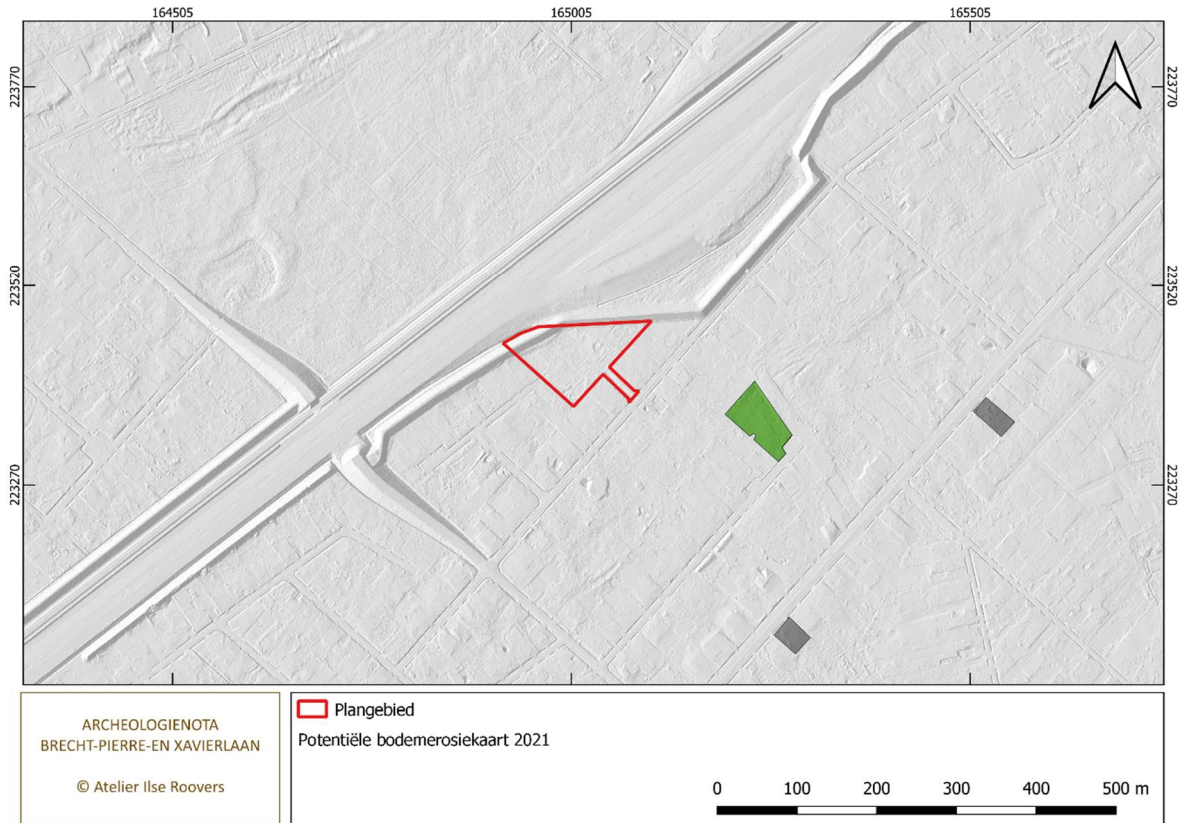 164505 165005 165505
223770 223770
223520 223520
223270 223270
ARCHEOLOGIENOTA
BRECHT-PIERRE-EN XAVIERLAAN
© Atelier Ilse Roovers
Plangebied
Potentiële bodemerosiekaart 2021
0 100 200 300 400 500 m